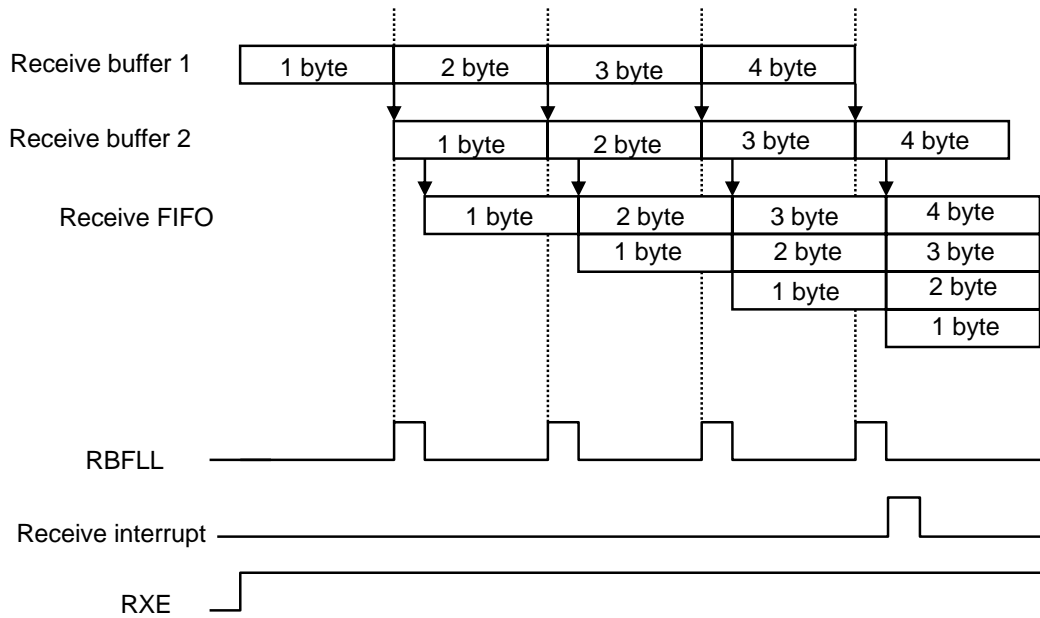 Receive buffer 1
1 byte 2 byte 3 byte 4 byte
Receive buffer 2
1 byte 2 byte 3 byte 4 byte
Receive FIFO
1 byte 2 byte 3 byte 4 byte
1 byte 2 byte 3 byte
1 byte 2 byte
1 byte
RBFLL
Receive interrupt
RXE